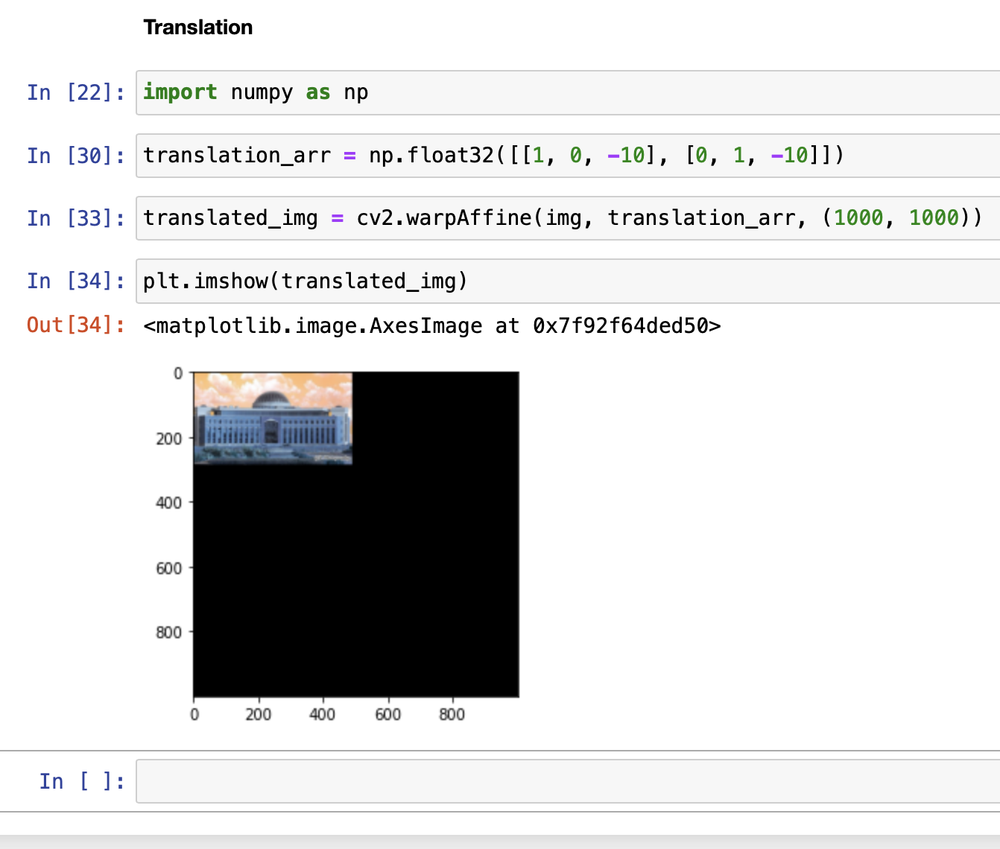 Translation
In [22]: import numpy as np
In [30]: translation_arr = np.float32([[1, 0, -10], [0, 1, -10]])
In [33]: translated_img = cv2.warpAffine(img, translation_arr, (1000, 1000))
In [34]: plt.imshow(translated_img)
Out[34]: <matplotlib.image.AxesImage at 0x7f92f64ded50>
0
200
400
600
800
0 200 400 600 800
In [ ]: